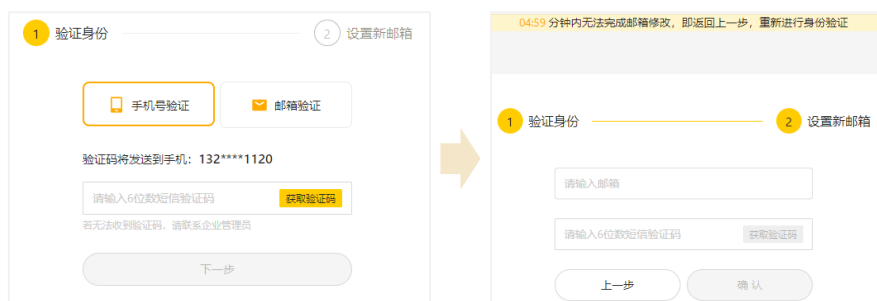 1 验证身份
2 设置新邮箱
手机号验证
邮箱验证
验证码将发送到手机：132****1120
请输入6位数短信验证码
获取验证码
若无法收到验证码，请联系企业管理员
下一步
04:59 分钟内无法完成邮箱修改，即返回上一步，重新进行身份验证
1 验证身份
2 设置新邮箱
请输入邮箱
请输入6位数短信验证码
获取验证码
上一步
确 认